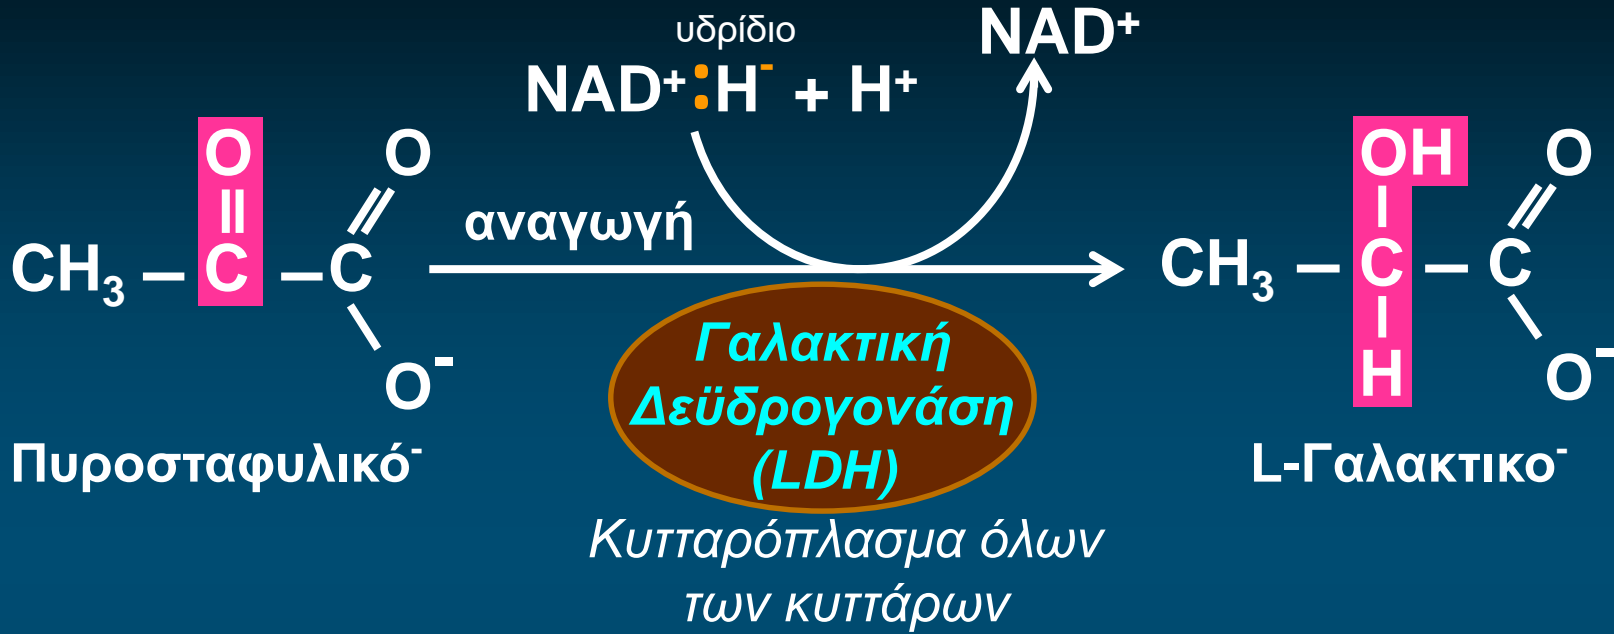 υδρίδιο
NAD⁺:H⁻ + H⁺
NAD⁺
O
O
OH
O
αναγωγή
CH₃ – C – C
CH₃ – C – C
O⁻
H
O⁻
Γαλακτική
Δεϋδρογονάση
(LDH)
Πυροσταφυλικό⁻
L-Γαλακτικο⁻
Κυτταρόπλασμα όλων
των κυττάρων